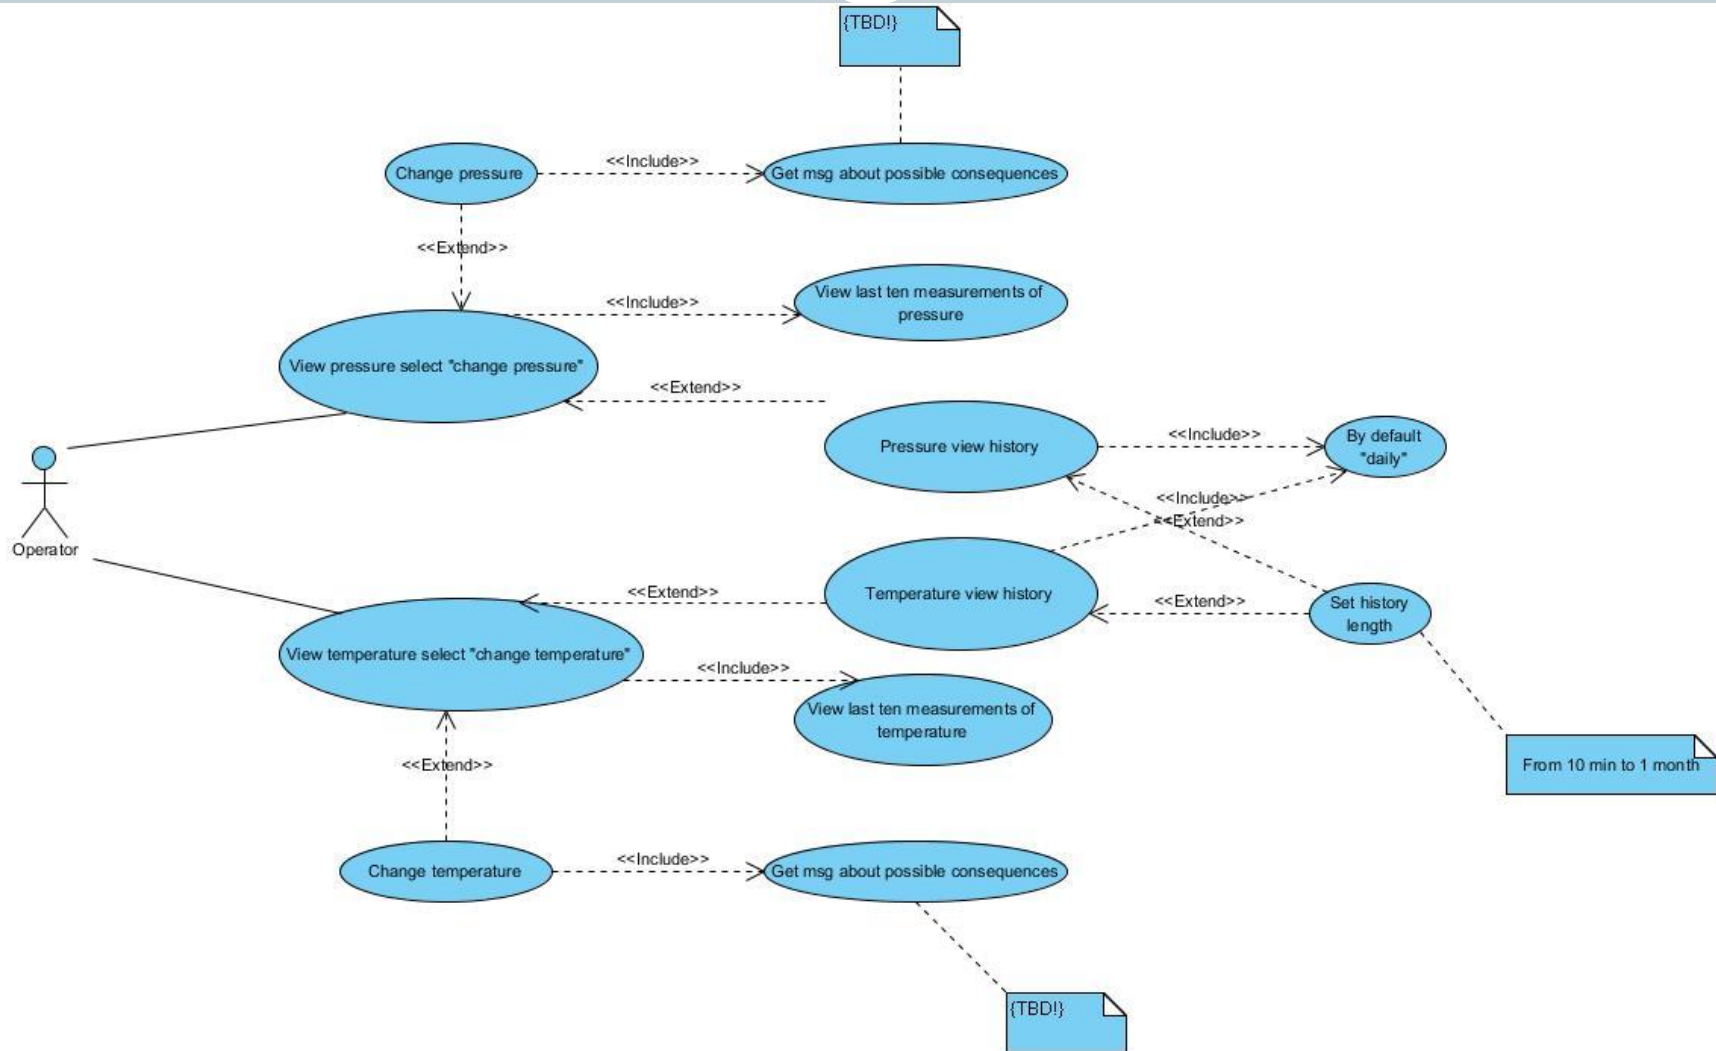 {TBD!}
<<Include>>
Change pressure
Get msg about possible consequences
<<Extend>>
View last ten measurements of
pressure
<<Include>>
View pressure select "change pressure"
<<Extend>>
Pressure view history
<<Include>>
By default
"daily"
<<Include>>
<<Extend>>
Operator
Temperature view history
<<Extend>>
<<Extend>>
Set history
length
View temperature select "change temperature"
<<Include>>
View last ten measurements of
temperature
<<Extend>>
From 10 min to 1 month
<<Include>>
Change temperature
Get msg about possible consequences
{TBD!}